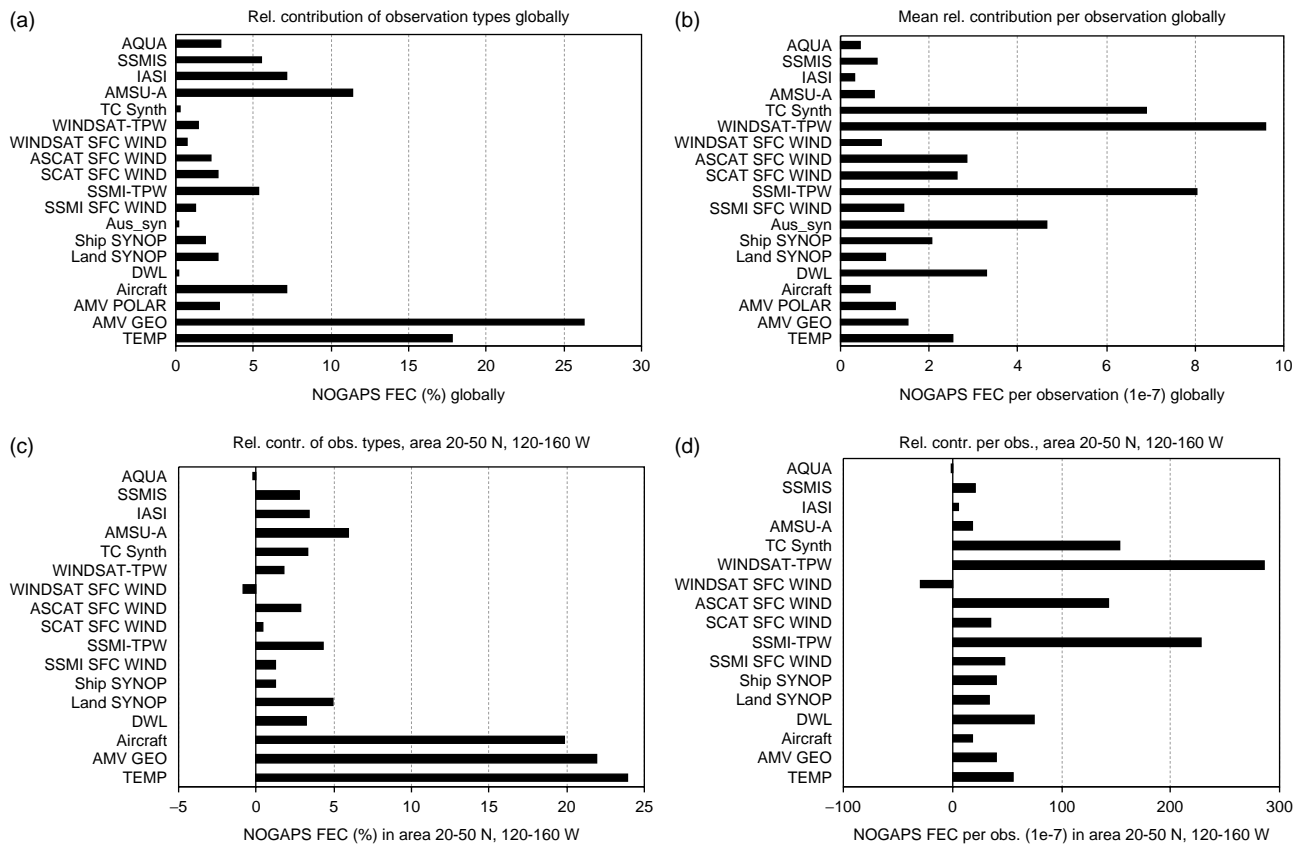 (a)
Rel. contribution of observation types globally
AQUA
SSMIS
IASI
AMSU-A
TC Synth
WINDSAT-TPW
WINDSAT SFC WIND
ASCAT SFC WIND
SCAT SFC WIND
SSMI-TPW
SSMI SFC WIND
Aus_syn
Ship SYNOP
Land SYNOP
DWL
Aircraft
AMV POLAR
AMV GEO
TEMP
0 5 10 15 20 25 30
NOGAPS FEC (%) globally
(b)
Mean rel. contribution per observation globally
AQUA
SSMIS
IASI
AMSU-A
TC Synth
WINDSAT-TPW
WINDSAT SFC WIND
ASCAT SFC WIND
SCAT SFC WIND
SSMI-TPW
SSMI SFC WIND
Aus_syn
Ship SYNOP
Land SYNOP
DWL
Aircraft
AMV POLAR
AMV GEO
TEMP
0 2 4 6 8 10
NOGAPS FEC per observation (1e-7) globally
(c)
Rel. contr. of obs. types, area 20-50 N, 120-160 W
AQUA
SSMIS
IASI
AMSU-A
TC Synth
WINDSAT-TPW
WINDSAT SFC WIND
ASCAT SFC WIND
SCAT SFC WIND
SSMI-TPW
SSMI SFC WIND
Ship SYNOP
Land SYNOP
DWL
Aircraft
AMV GEO
TEMP
−5 0 5 10 15 20 25
NOGAPS FEC (%) in area 20-50 N, 120-160 W
(d)
Rel. contr. per obs., area 20-50 N, 120-160 W
AQUA
SSMIS
IASI
AMSU-A
TC Synth
WINDSAT-TPW
WINDSAT SFC WIND
ASCAT SFC WIND
SCAT SFC WIND
SSMI-TPW
SSMI SFC WIND
Ship SYNOP
Land SYNOP
DWL
Aircraft
AMV GEO
TEMP
−100 0 100 200 300
NOGAPS FEC per obs. (1e-7) in area 20-50 N, 120-160 W